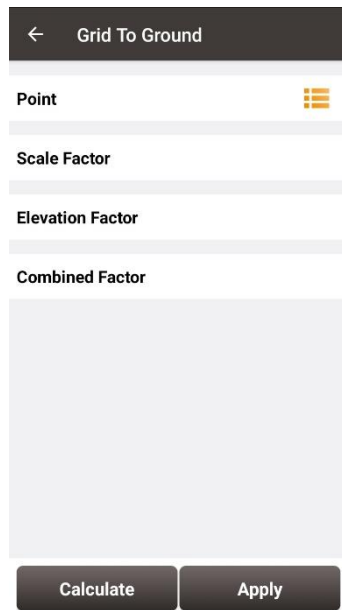 Grid To Ground
Point
Scale Factor
Elevation Factor
Combined Factor
Calculate Apply